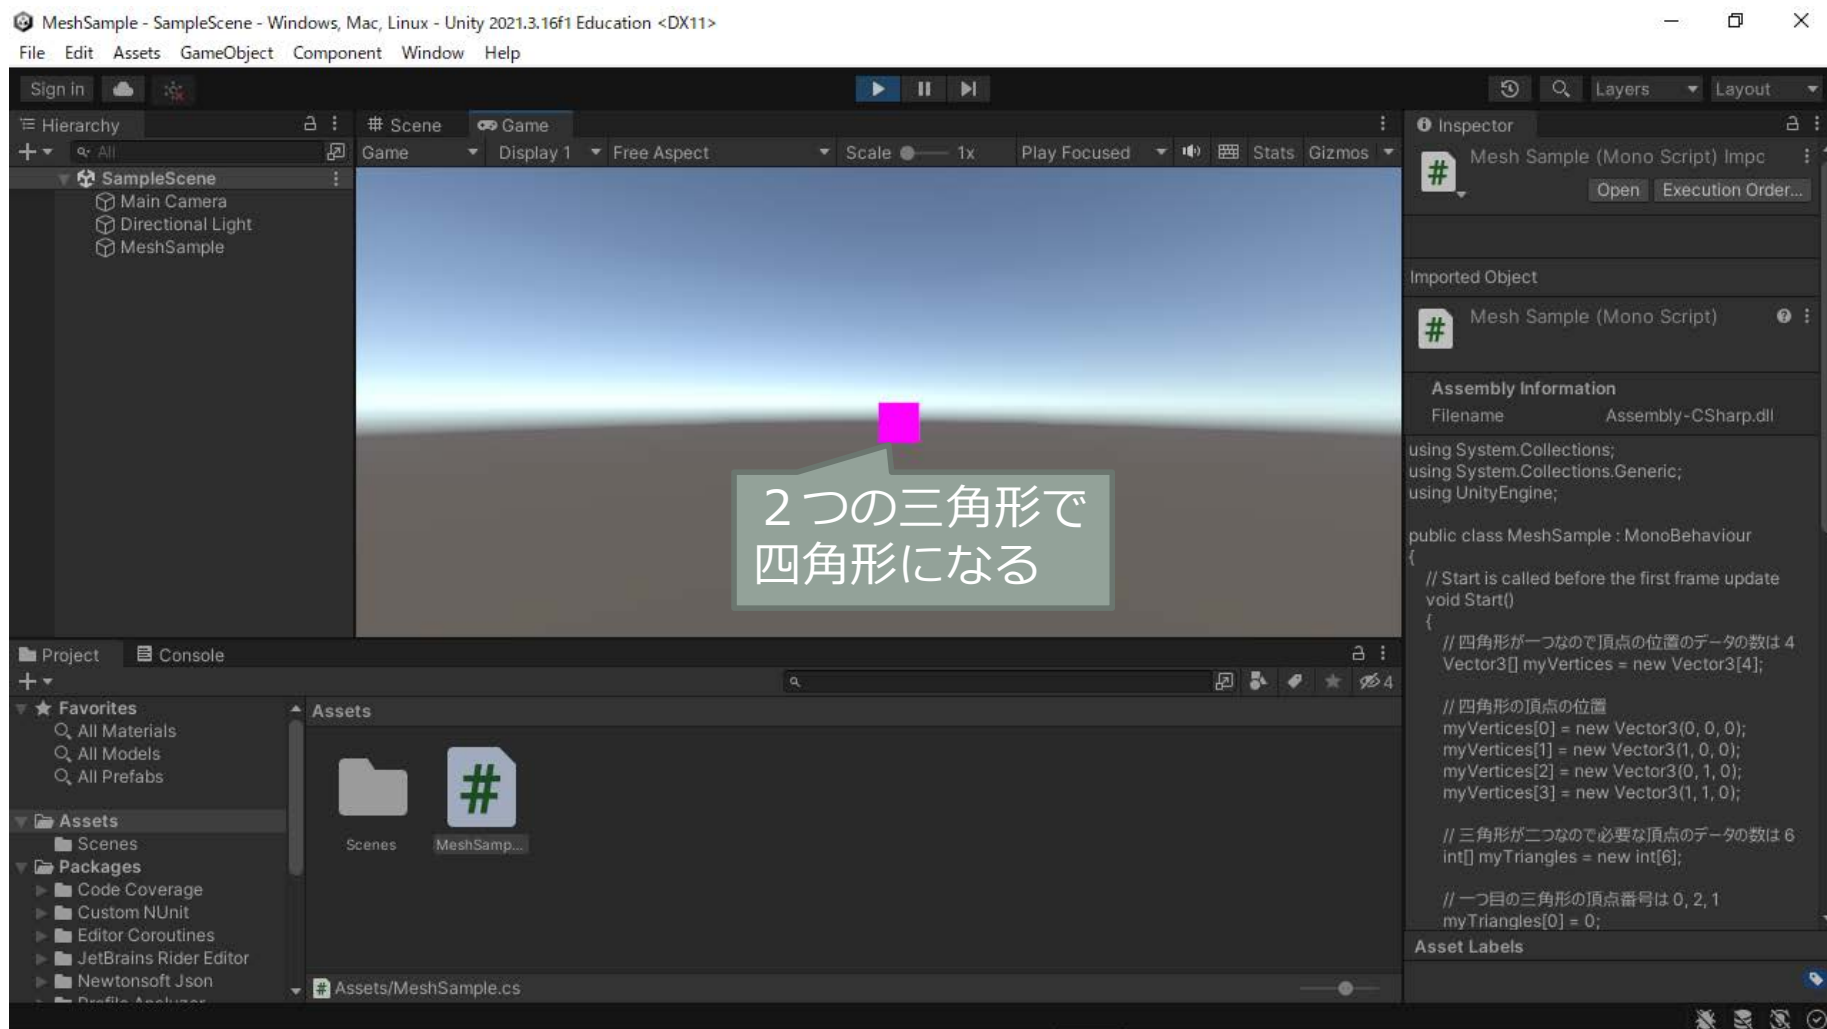 MeshSample - SampleScene - Windows, Mac, Linux - Unity 2021.3.16f1 Education <DX11>
File Edit Assets GameObject Component Window Help
Sign in
Layers
Layout
Hierarchy
All
SampleScene
Main Camera
Directional Light
MeshSample
Scene
Game
Game
Display 1
Free Aspect
Scale
1x
Play Focused
Stats
Gizmos
２つの三角形で
四角形になる
Inspector
Mesh Sample (Mono Script) Impc
Open
Execution Order...
Imported Object
Mesh Sample (Mono Script)
Assembly Information
Filename Assembly-CSharp.dll
using System.Collections;
using System.Collections.Generic;
using UnityEngine;
public class MeshSample : MonoBehaviour
{
// Start is called before the first frame update
void Start()
{
// 四角形が一つなので頂点の位置のデータの数は 4
Vector3[] myVertices = new Vector3[4];
// 四角形の頂点の位置
myVertices[0] = new Vector3(0, 0, 0);
myVertices[1] = new Vector3(1, 0, 0);
myVertices[2] = new Vector3(0, 1, 0);
myVertices[3] = new Vector3(1, 1, 0);
// 三角形が二つなので必要な頂点のデータの数は 6
int[] myTriangles = new int[6];
// 一つ目の三角形の頂点番号は 0, 2, 1
myTriangles[0] = 0;
Asset Labels
Project
Console
4
Favorites
All Materials
All Models
All Prefabs
Assets
Scenes
Packages
Code Coverage
Custom NUnit
Editor Coroutines
JetBrains Rider Editor
Newtonsoft Json
Assets
Scenes
MeshSamp...
Assets/MeshSample.cs